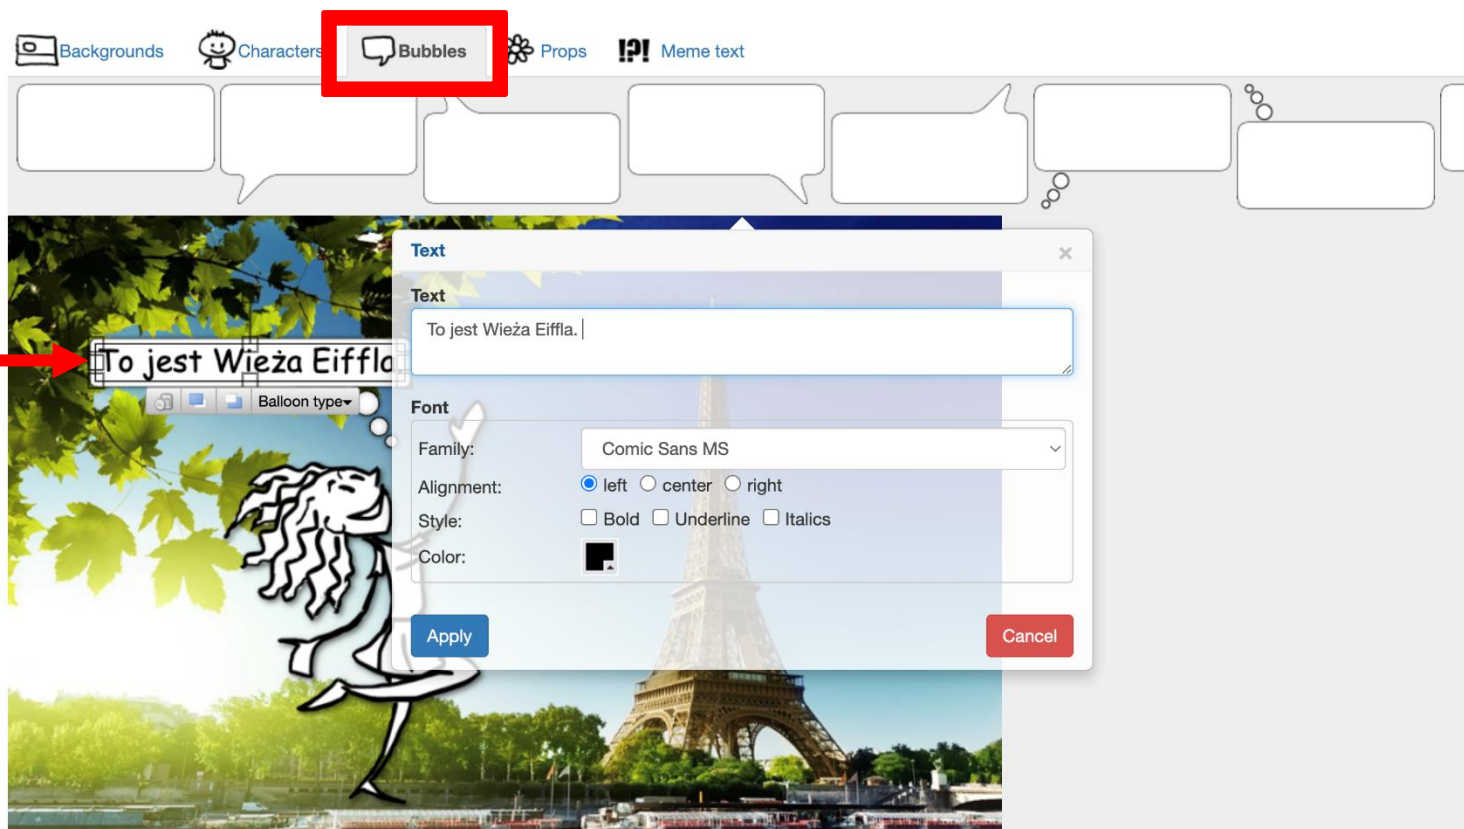 Backgrounds Characters Bubbles Props !?! Meme text
Text
Text
To jest Wieża Eiffla.
To jest Wieża Eiffla
Balloon type
Font
Family: Comic Sans MS
Alignment: left center right
Style: Bold Underline Italics
Color:
Apply Cancel